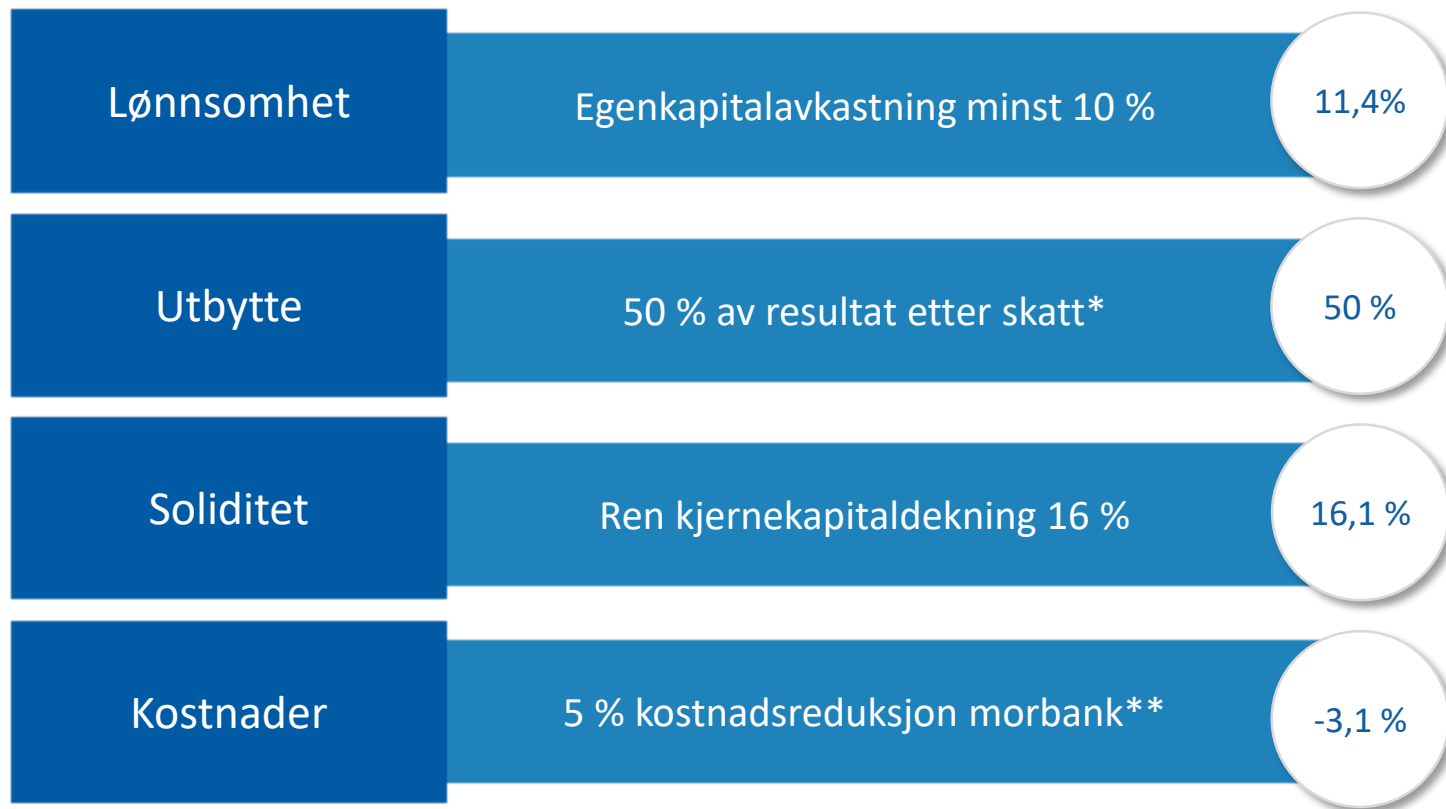 Lønnsomhet
Egenkapitalavkastning minst 10 %
11,4%
Utbytte
50 % av resultat etter skatt*
50 %
Soliditet
Ren kjernekapitaldekning 16 %
16,1 %
Kostnader
5 % kostnadsreduksjon morbank**
-3,1 %